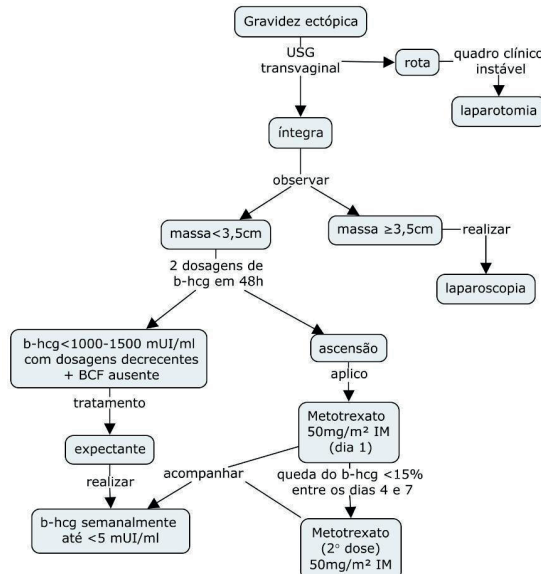 Gravidez ectópica
USG
transvaginal
rota
quadro clínico
instável
laparotomia
íntegra
observar
massa<3,5cm
massa ≥3,5cm
realizar
laparoscopia
2 dosagens de
b-hcg em 48h
b-hcg<1000-1500 mUI/ml
com dosagens decrecentes
+ BCF ausente
ascensão
tratamento
aplico
expectante
Metotrexato
50mg/m² IM
(dia 1)
realizar
acompanhar
queda do b-hcg <15%
entre os dias 4 e 7
b-hcg semanalmente
até <5 mUI/ml
Metotrexato
(2° dose)
50mg/m² IM